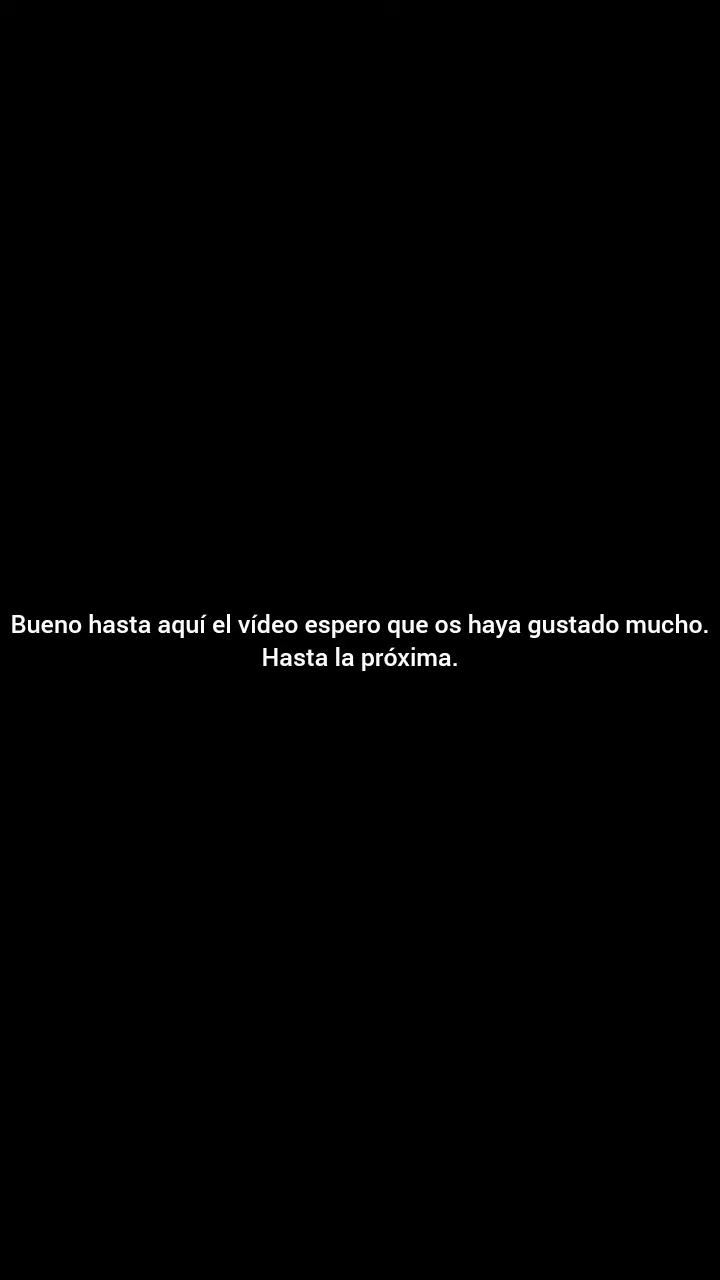 Bueno hasta aquí el vídeo espero que os haya gustado mucho.
Hasta la próxima.